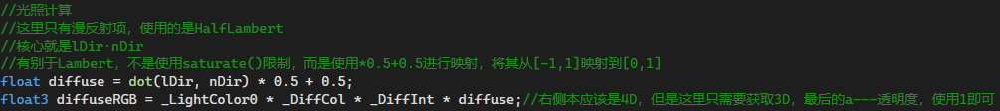 //光照计算
//这里只有漫反射项，使用的是HalfLambert
//核心就是lDir·nDir
//有别于Lambert，不是使用saturate()限制，而是使用*0.5+0.5进行映射，将其从[-1,1]映射到[0,1]
float diffuse = dot(lDir, nDir) * 0.5 + 0.5;
float3 diffuseRGB = _LightColor0 * _DiffCol * _DiffInt * diffuse;//右侧本应该是4D，但是这里只需要获取3D，最后的a---透明度，使用1即可